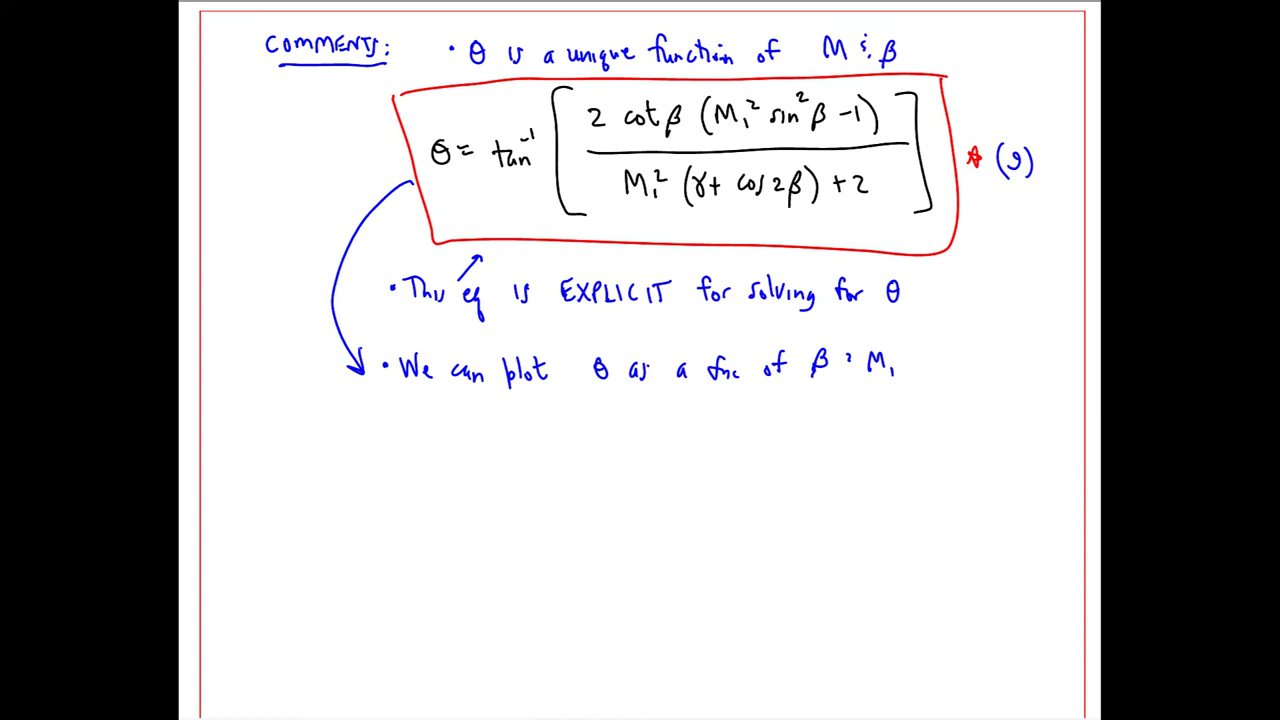 COMMENTS: • θ is a unique function of M & β
θ = tan⁻¹ [ 2 cot β (M₁² sin² β -1) / M₁² (γ + cos 2β) + 2 ] * (9)
• This eq is EXPLICIT for solving for θ
• We can plot θ as a fnc of β & M₁